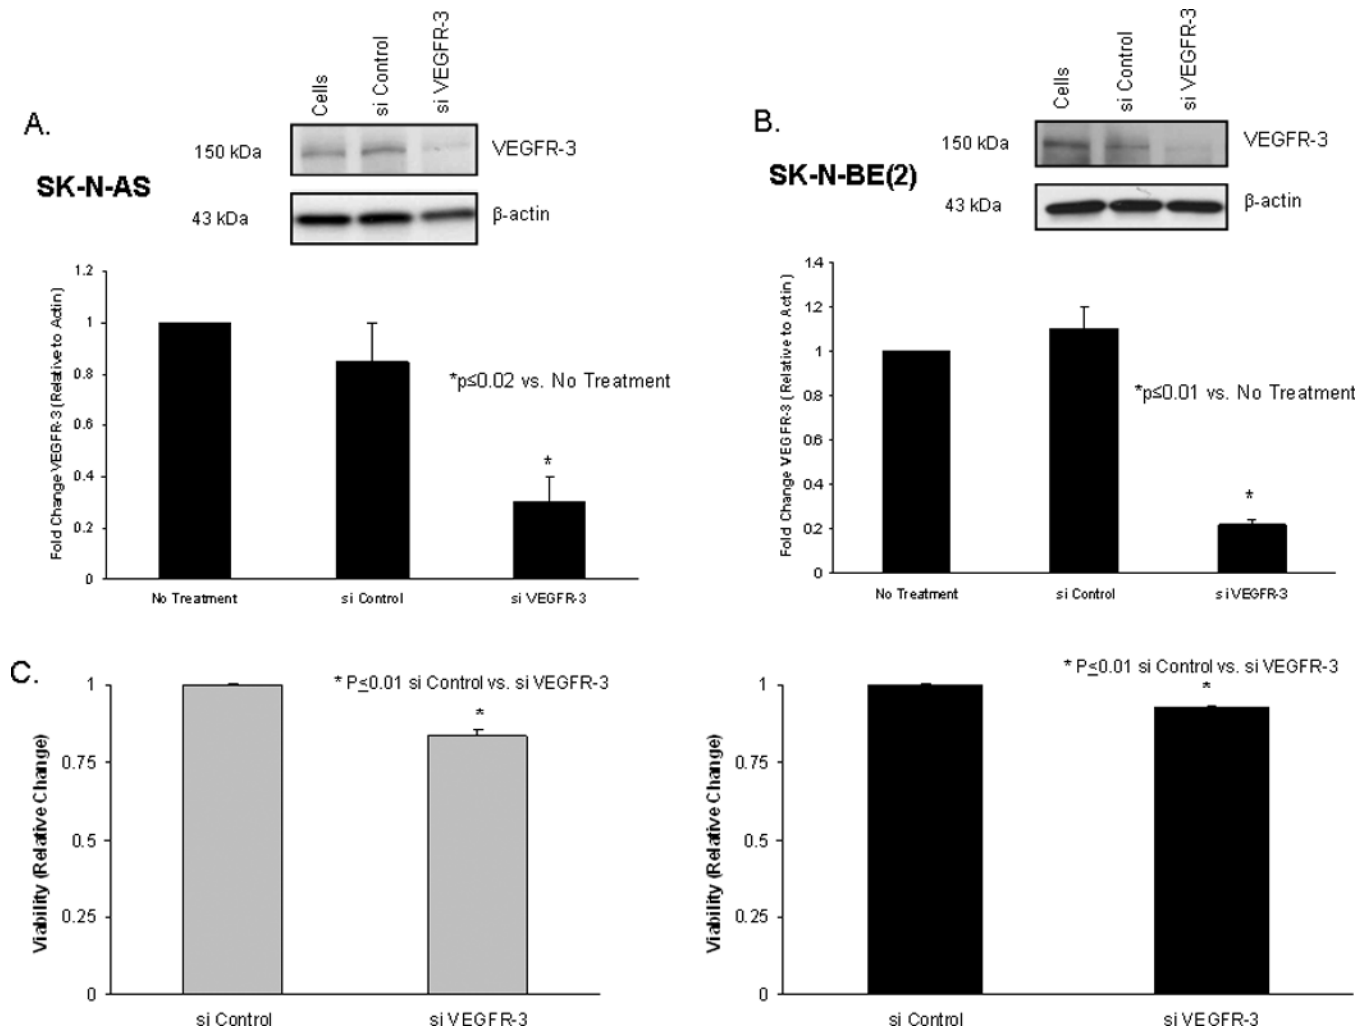 A.
SK-N-AS
Cells
si Control
si VEGFR-3
150 kDa
VEGFR-3
43 kDa
β-actin
Fold Change VEGFR-3 (Relative to Actin)
1.2
1
0.8
0.6
0.4
0.2
0
*p≤0.02 vs. No Treatment
*
No Treatment
si Control
si VEGFR-3
B.
SK-N-BE(2)
Cells
si Control
si VEGFR-3
150 kDa
VEGFR-3
43 kDa
β-actin
Fold Change VEGFR-3 (Relative to Actin)
1.4
1.2
1
0.8
0.6
0.4
0.2
0
*p≤0.01 vs. No Treatment
*
No Treatment
si Control
si VEGFR-3
C.
Viability (Relative Change)
1
0.75
0.5
0.25
0
* P≤0.01 si Control vs. si VEGFR-3
*
si Control
si VEGFR-3
Viability (Relative Change)
1
0.75
0.5
0.25
0
* P≤0.01 si Control vs. si VEGFR-3
*
si Control
si VEGFR-3